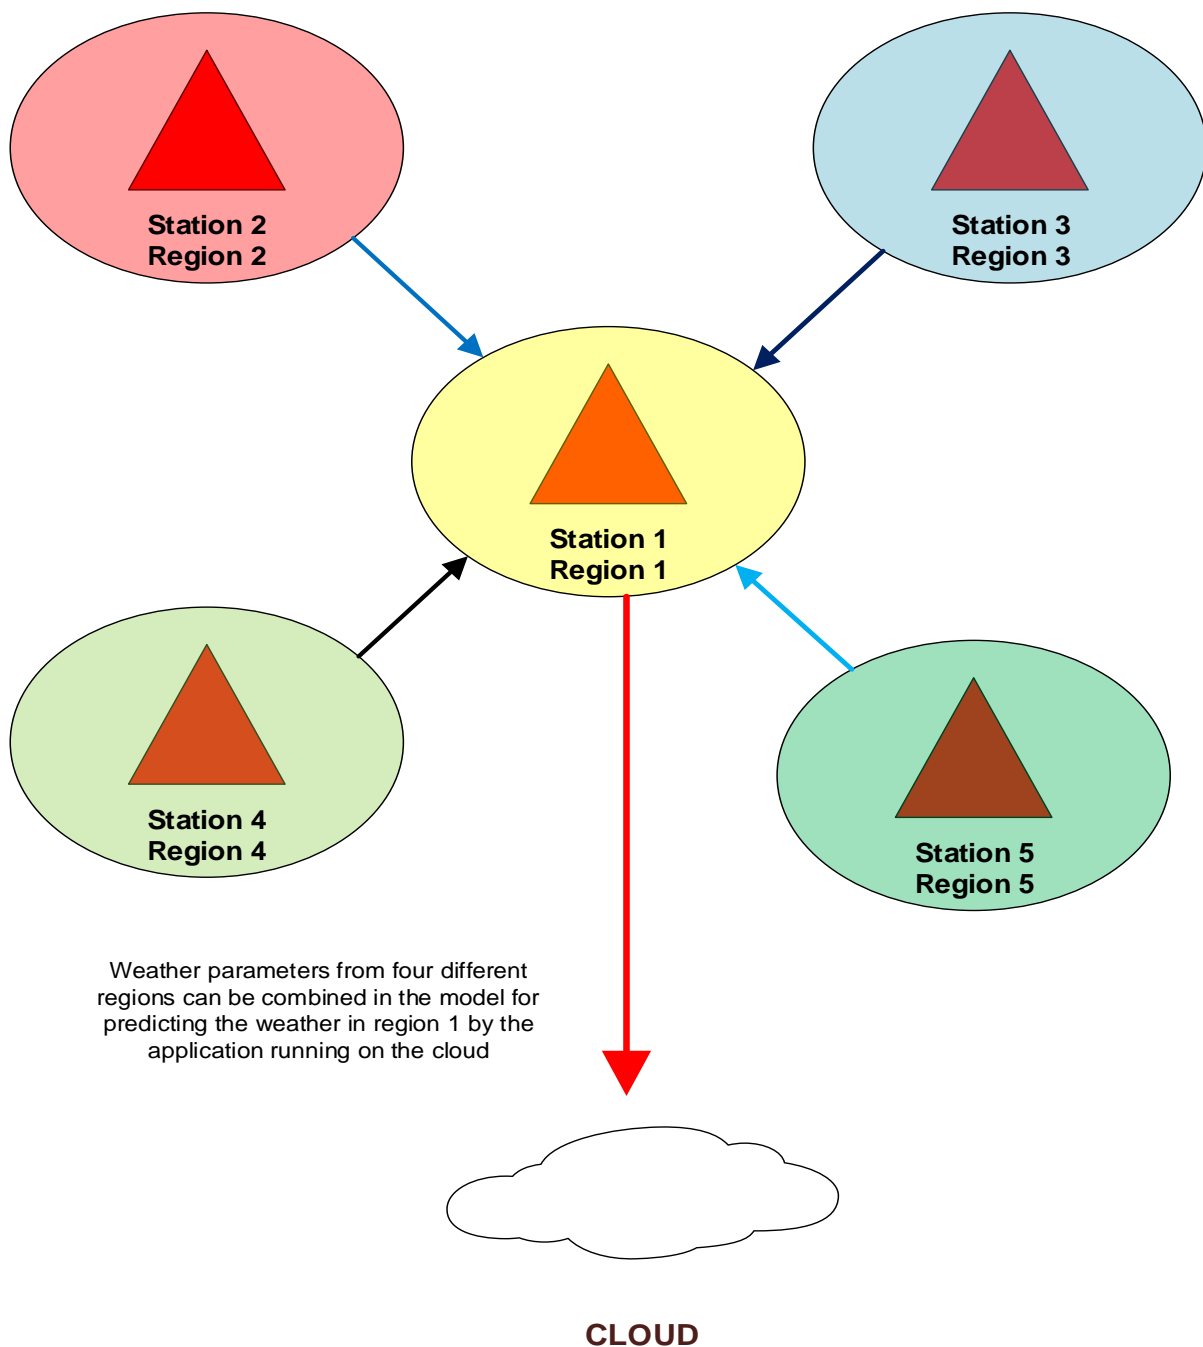 Station 2
Region 2
Station 3
Region 3
Station 1
Region 1
Station 4
Region 4
Station 5
Region 5
Weather parameters from four different
regions can be combined in the model for
predicting the weather in region 1 by the
application running on the cloud
CLOUD